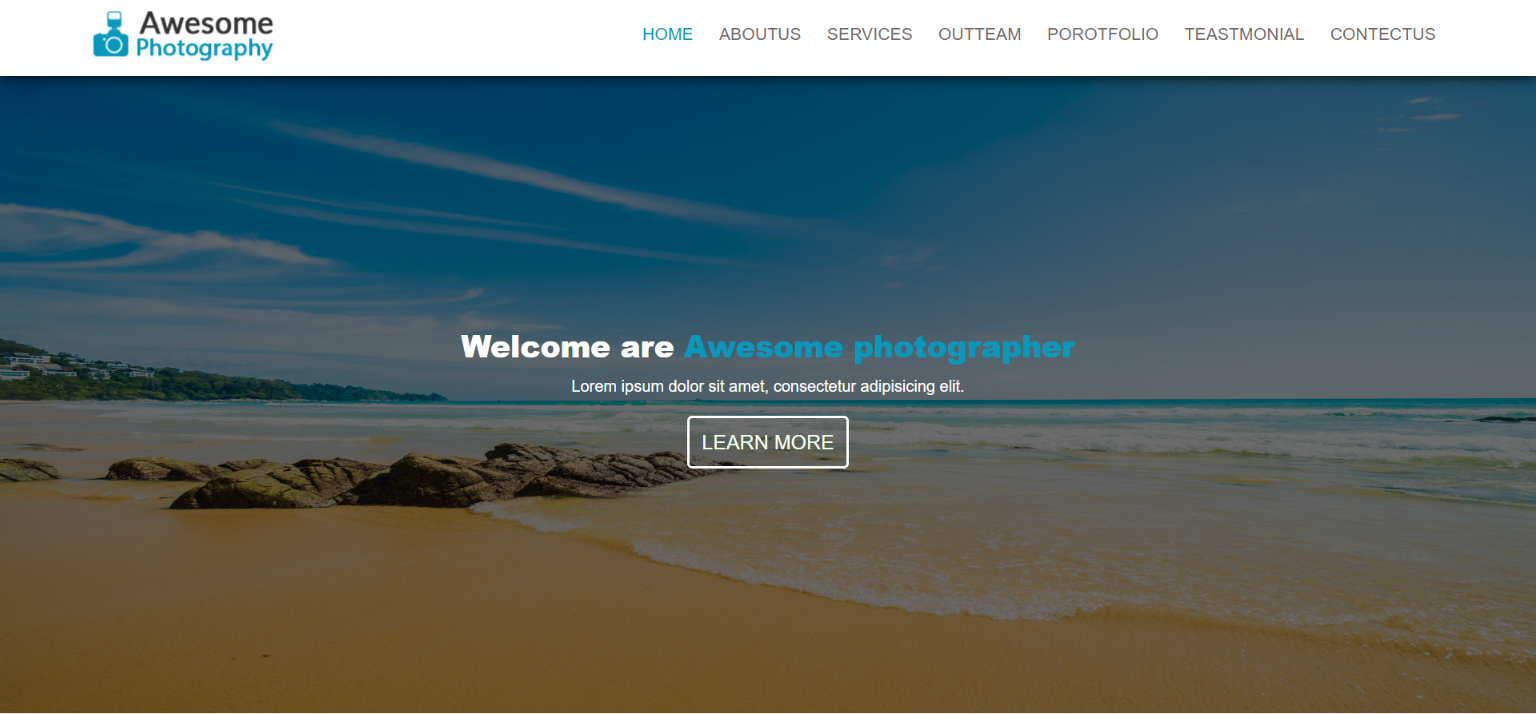 Awesome
Photography
HOME ABOUTUS SERVICES OUTTEAM POROTFOLIO TEASTMONIAL CONTECTUS
Welcome are Awesome photographer
Lorem ipsum dolor sit amet, consectetur adipisicing elit.
LEARN MORE